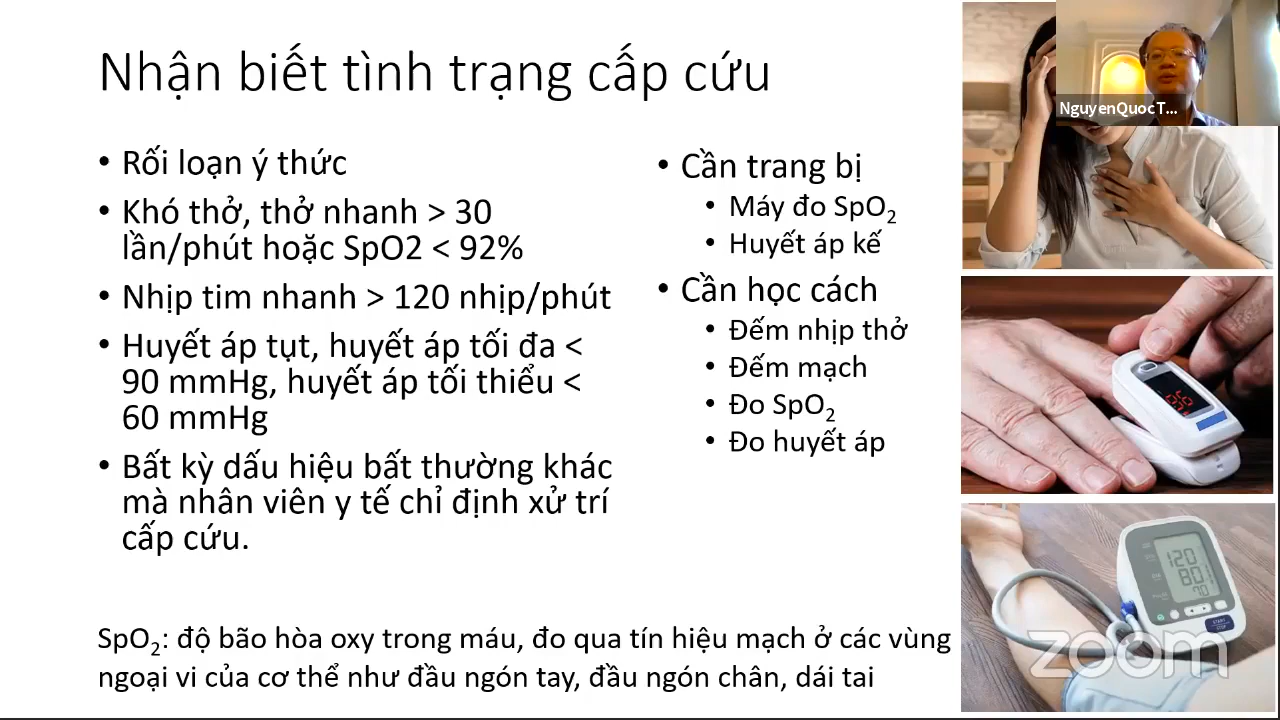 Nhận biết tình trạng cấp cứu
• Rối loạn ý thức
• Khó thở, thở nhanh > 30
lần/phút hoặc SpO2 < 92%
• Nhịp tim nhanh > 120 nhịp/phút
• Huyết áp tụt, huyết áp tối đa <
90 mmHg, huyết áp tối thiểu <
60 mmHg
• Bất kỳ dấu hiệu bất thường khác
mà nhân viên y tế chỉ định xử trí
cấp cứu.
• Cần trang bị
• Máy đo SpO₂
• Huyết áp kế
• Cần học cách
• Đếm nhịp thở
• Đếm mạch
• Đo SpO₂
• Đo huyết áp
SpO₂: độ bão hòa oxy trong máu, đo qua tín hiệu mạch ở các vùng
ngoại vi của cơ thể như đầu ngón tay, đầu ngón chân, dái tai
NguyenQuocT...
120
80
70
zoom